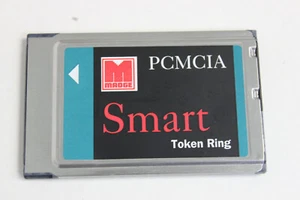 M
MADGE
PCMCIA
Smart
Token Ring